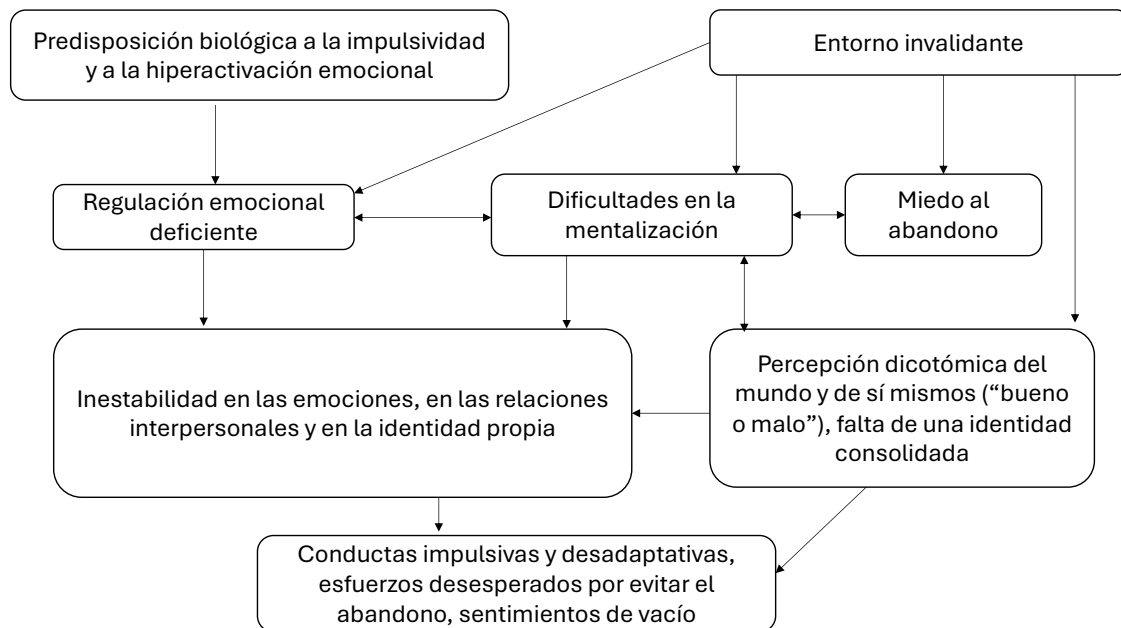 Predisposición biológica a la impulsividad
y a la hiperactivación emocional
Entorno invalidante
Regulación emocional
deficiente
Dificultades en la
mentalización
Miedo al
abandono
Inestabilidad en las emociones, en las relaciones
interpersonales y en la identidad propia
Percepción dicotómica del
mundo y de sí mismos (“bueno
o malo”), falta de una identidad
consolidada
Conductas impulsivas y desadaptativas,
esfuerzos desesperados por evitar el
abandono, sentimientos de vacío